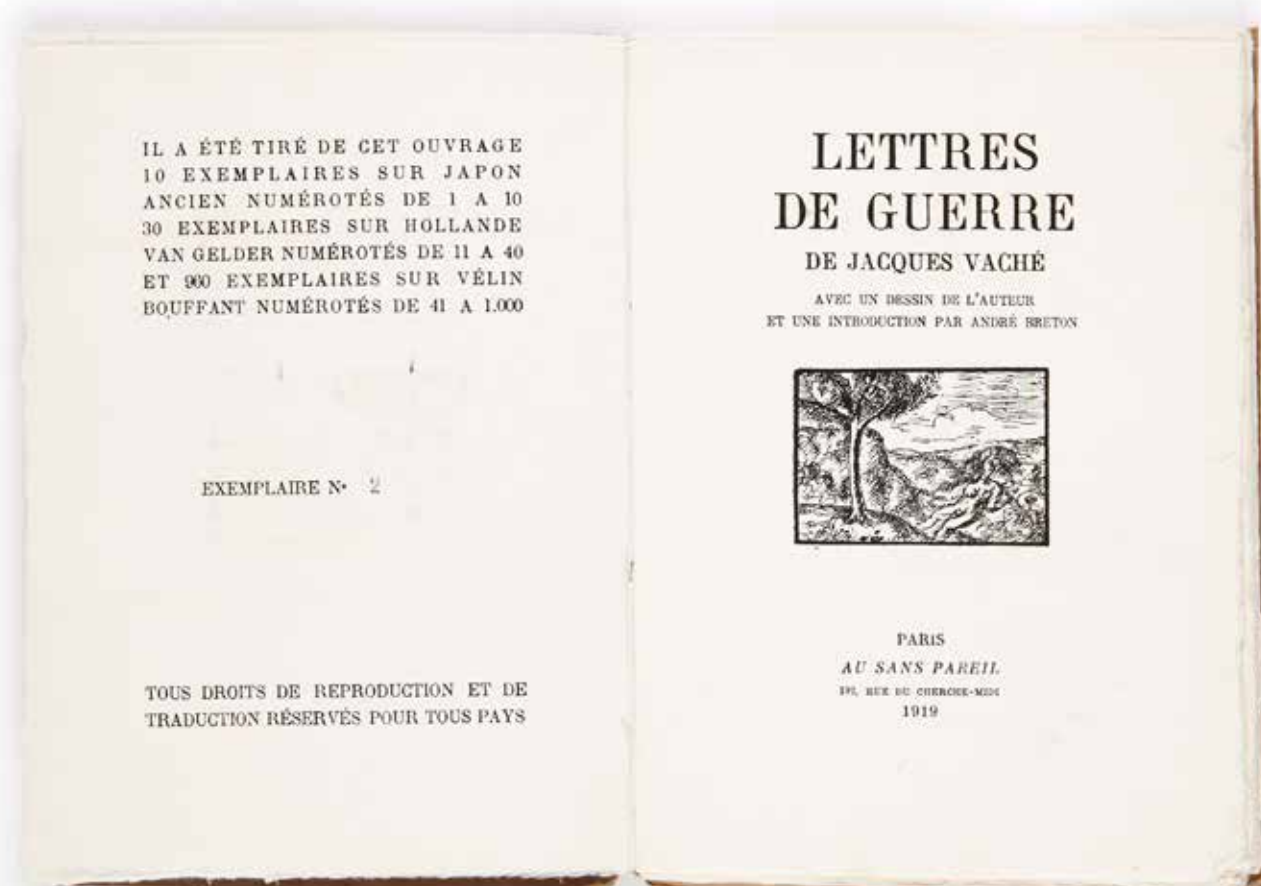 IL A ÉTÉ TIRÉ DE CET OUVRAGE
10 EXEMPLAIRES SUR JAPON
ANCIEN NUMÉROTÉS DE 1 A 10
30 EXEMPLAIRES SUR HOLLANDE
VAN GELDER NUMÉROTÉS DE 11 A 40
ET 960 EXEMPLAIRES SUR VÉLIN
BOUFFANT NUMÉROTÉS DE 41 A 1.000
EXEMPLAIRE N• 2
TOUS DROITS DE REPRODUCTION ET DE
TRADUCTION RÉSERVÉS POUR TOUS PAYS
LETTRES
DE GUERRE
DE JACQUES VACHÉ
AVEC UN DESSIN DE L'AUTEUR
ET UNE INTRODUCTION PAR ANDRÉ BRETON
PARIS
AU SANS PAREIL
RUE DU CHERCHE-MIDI
1919